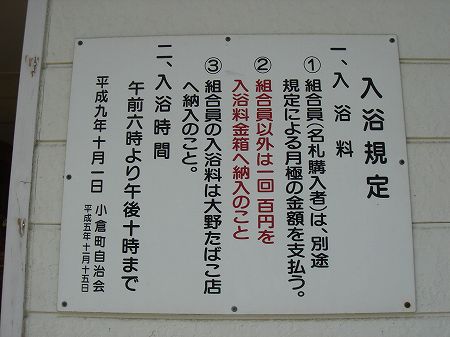 入浴規定
一、入浴料
①組合員(名札購入者)は、別途
規定による月極の金額を支払う。
②組合員以外は一回百円を
入浴料金箱へ納入のこと
③組合員の入浴料は大野たばこ店
へ納入のこと。
二、入浴時間
午前六時より午後十時まで
平成九年十月一日 小倉町自治会
平成五年十二月十五日